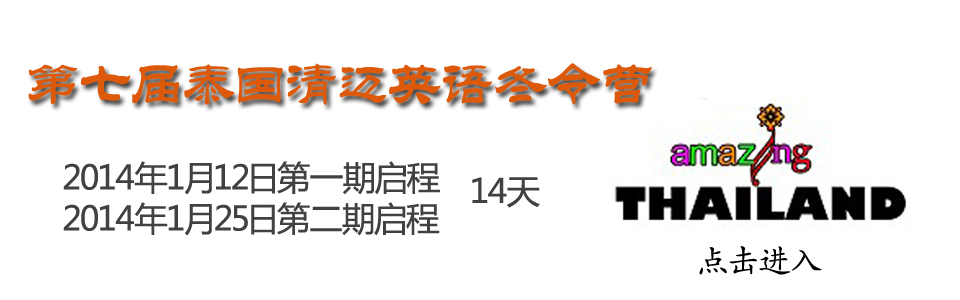 第七届泰国清迈英语冬令营
2014年1月12日第一期启程
2014年1月25日第二期启程
14天
amazing
THAILAND
点击进入